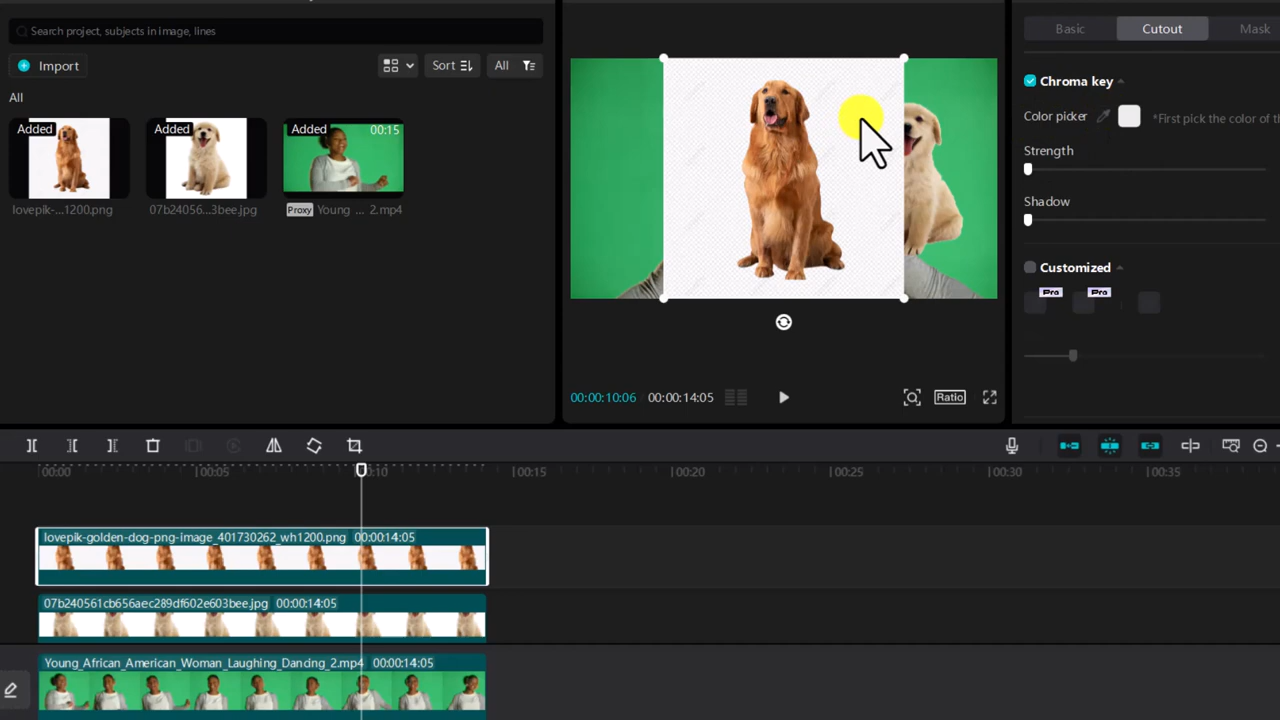 Search project, subjects in image, lines
Import
Sort
All
All
Added
Added
Added
00:15
lovepik-...1200.png
07b24056...3bee.jpg
Proxy
Young ... 2.mp4
00:00:10:06
00:00:14:05
Ratio
Basic
Cutout
Mask
Chroma key
Color picker
*First pick the color of th
Strength
Shadow
Customized
Pro
Pro
00:00
00:05
00:10
00:15
00:20
00:25
00:30
00:35
lovepik-golden-dog-png-image_401730262_wh1200.png 00:00:14:05
07b240561cb656aec289df602e603bee.jpg 00:00:14:05
Young_African_American_Woman_Laughing_Dancing_2.mp4 00:00:14:05